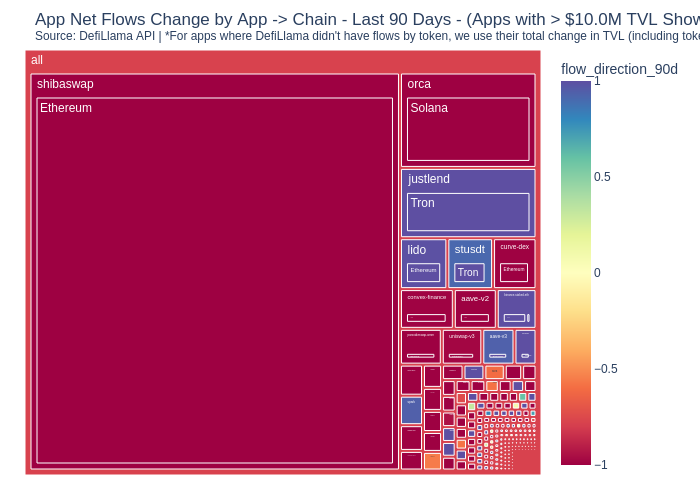 App Net Flows Change by App -> Chain - Last 90 Days - (Apps with > $10.0M TVL Show
Source: DefiLlama API | *For apps where DefiLlama didn't have flows by token, we use their total change in TVL (including toke
all
shibaswap
Ethereum
orca
Solana
justlend
Tron
lido
Ethereum
stusdt
Tron
curve-dex
Ethereum
convex-finance
aave-v2
uniswap-v3
aave-v3
flow_direction_90d
1
0.5
0
−0.5
−1